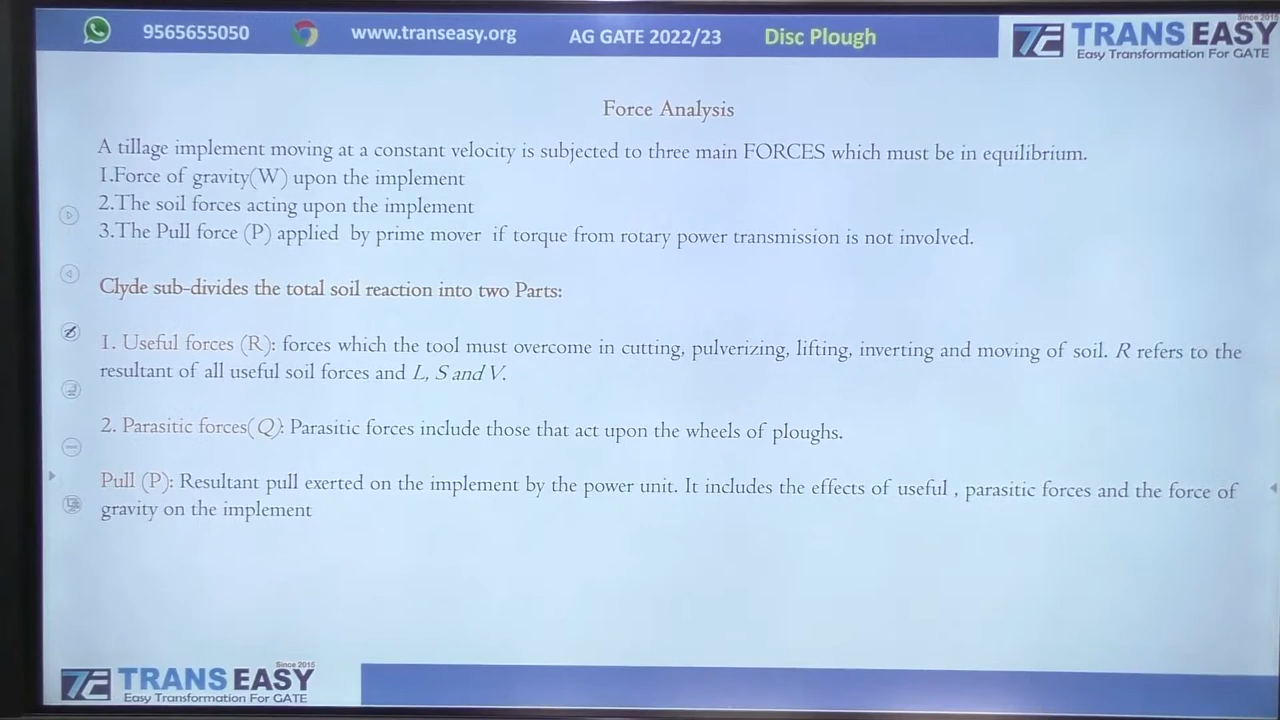 9565655050 www.transeasy.org AG GATE 2022/23 Disc Plough
Since 2015
TRANS EASY
Easy Transformation For GATE
Force Analysis
A tillage implement moving at a constant velocity is subjected to three main FORCES which must be in equilibrium.
1.Force of gravity(W) upon the implement
2.The soil forces acting upon the implement
3.The Pull force (P) applied by prime mover if torque from rotary power transmission is not involved.
Clyde sub-divides the total soil reaction into two Parts:
1. Useful forces (R): forces which the tool must overcome in cutting, pulverizing, lifting, inverting and moving of soil. R refers to the
resultant of all useful soil forces and L, S and V.
2. Parasitic forces(Q): Parasitic forces include those that act upon the wheels of ploughs.
Pull (P): Resultant pull exerted on the implement by the power unit. It includes the effects of useful , parasitic forces and the force of
gravity on the implement
Since 2015
TRANS EASY
Easy Transformation For GATE